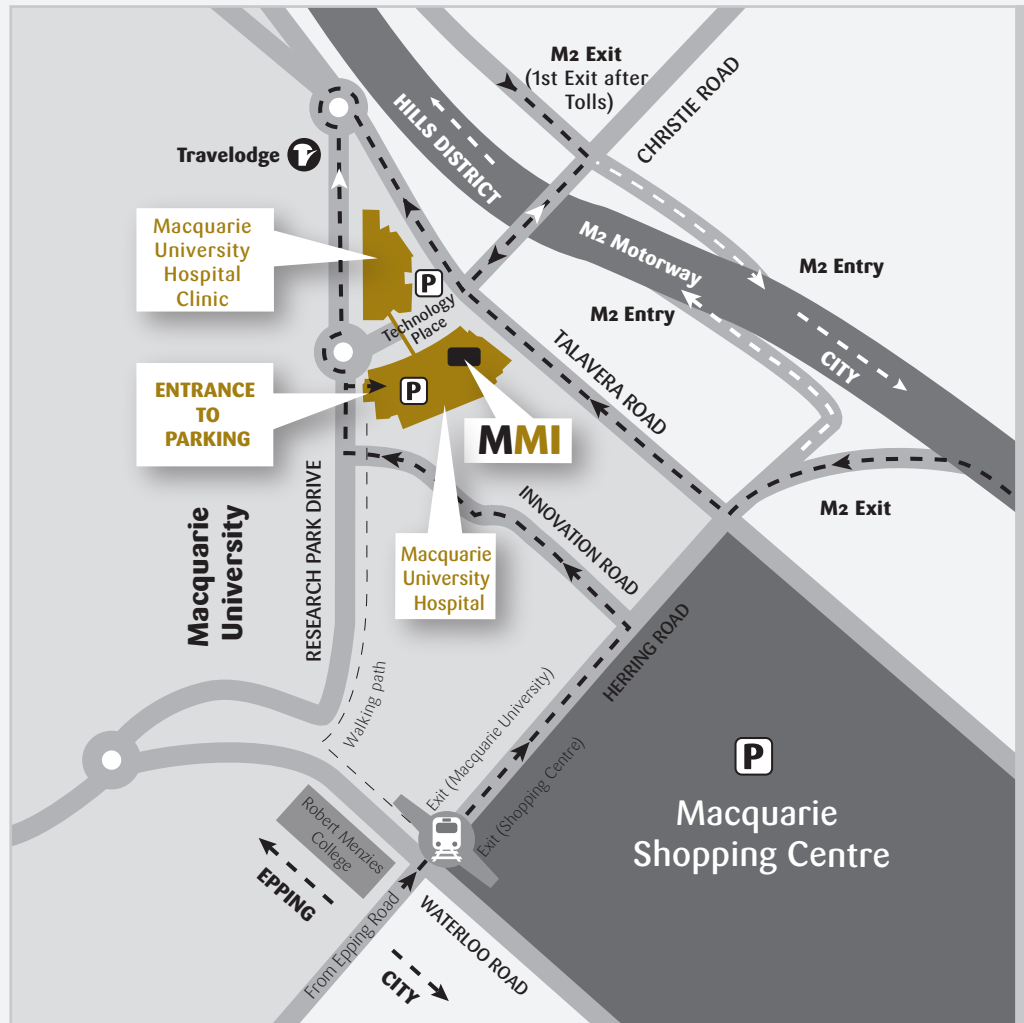 M2 Exit
(1st Exit after
Tolls)
CHRISTIE ROAD
HILLS DISTRICT
Travelodge
Macquarie
University
Hospital
Clinic
P
Technology
Place
M2 Motorway
M2 Entry
M2 Entry
CITY
TALAVERA ROAD
ENTRANCE
TO
PARKING
P
MMI
M2 Exit
INNOVATION ROAD
RESEARCH PARK DRIVE
Macquarie
University
Macquarie
University
Hospital
HERRING ROAD
Walking path
Exit (Macquarie University)
Exit (Shopping Centre)
P
Macquarie
Shopping Centre
Robert Menzies
College
EPPING
From Epping Road
WATERLOO ROAD
CITY